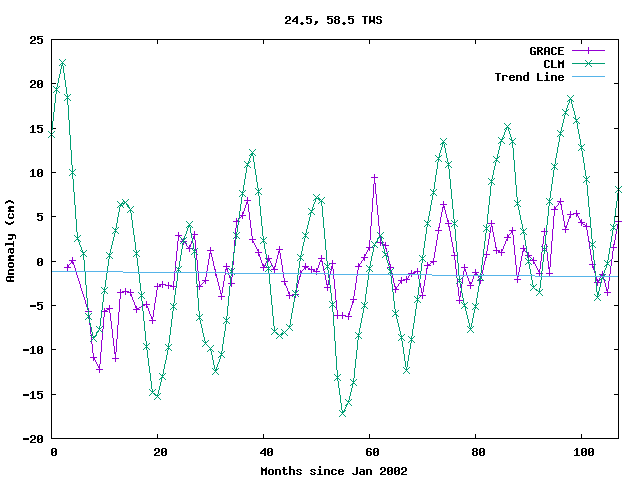 24.5, 58.5 TWS
GRACE
CLM
Trend Line
25
20
15
10
5
0
-5
-10
-15
-20
Anomaly (cm)
0 20 40 60 80 100
Months since Jan 2002